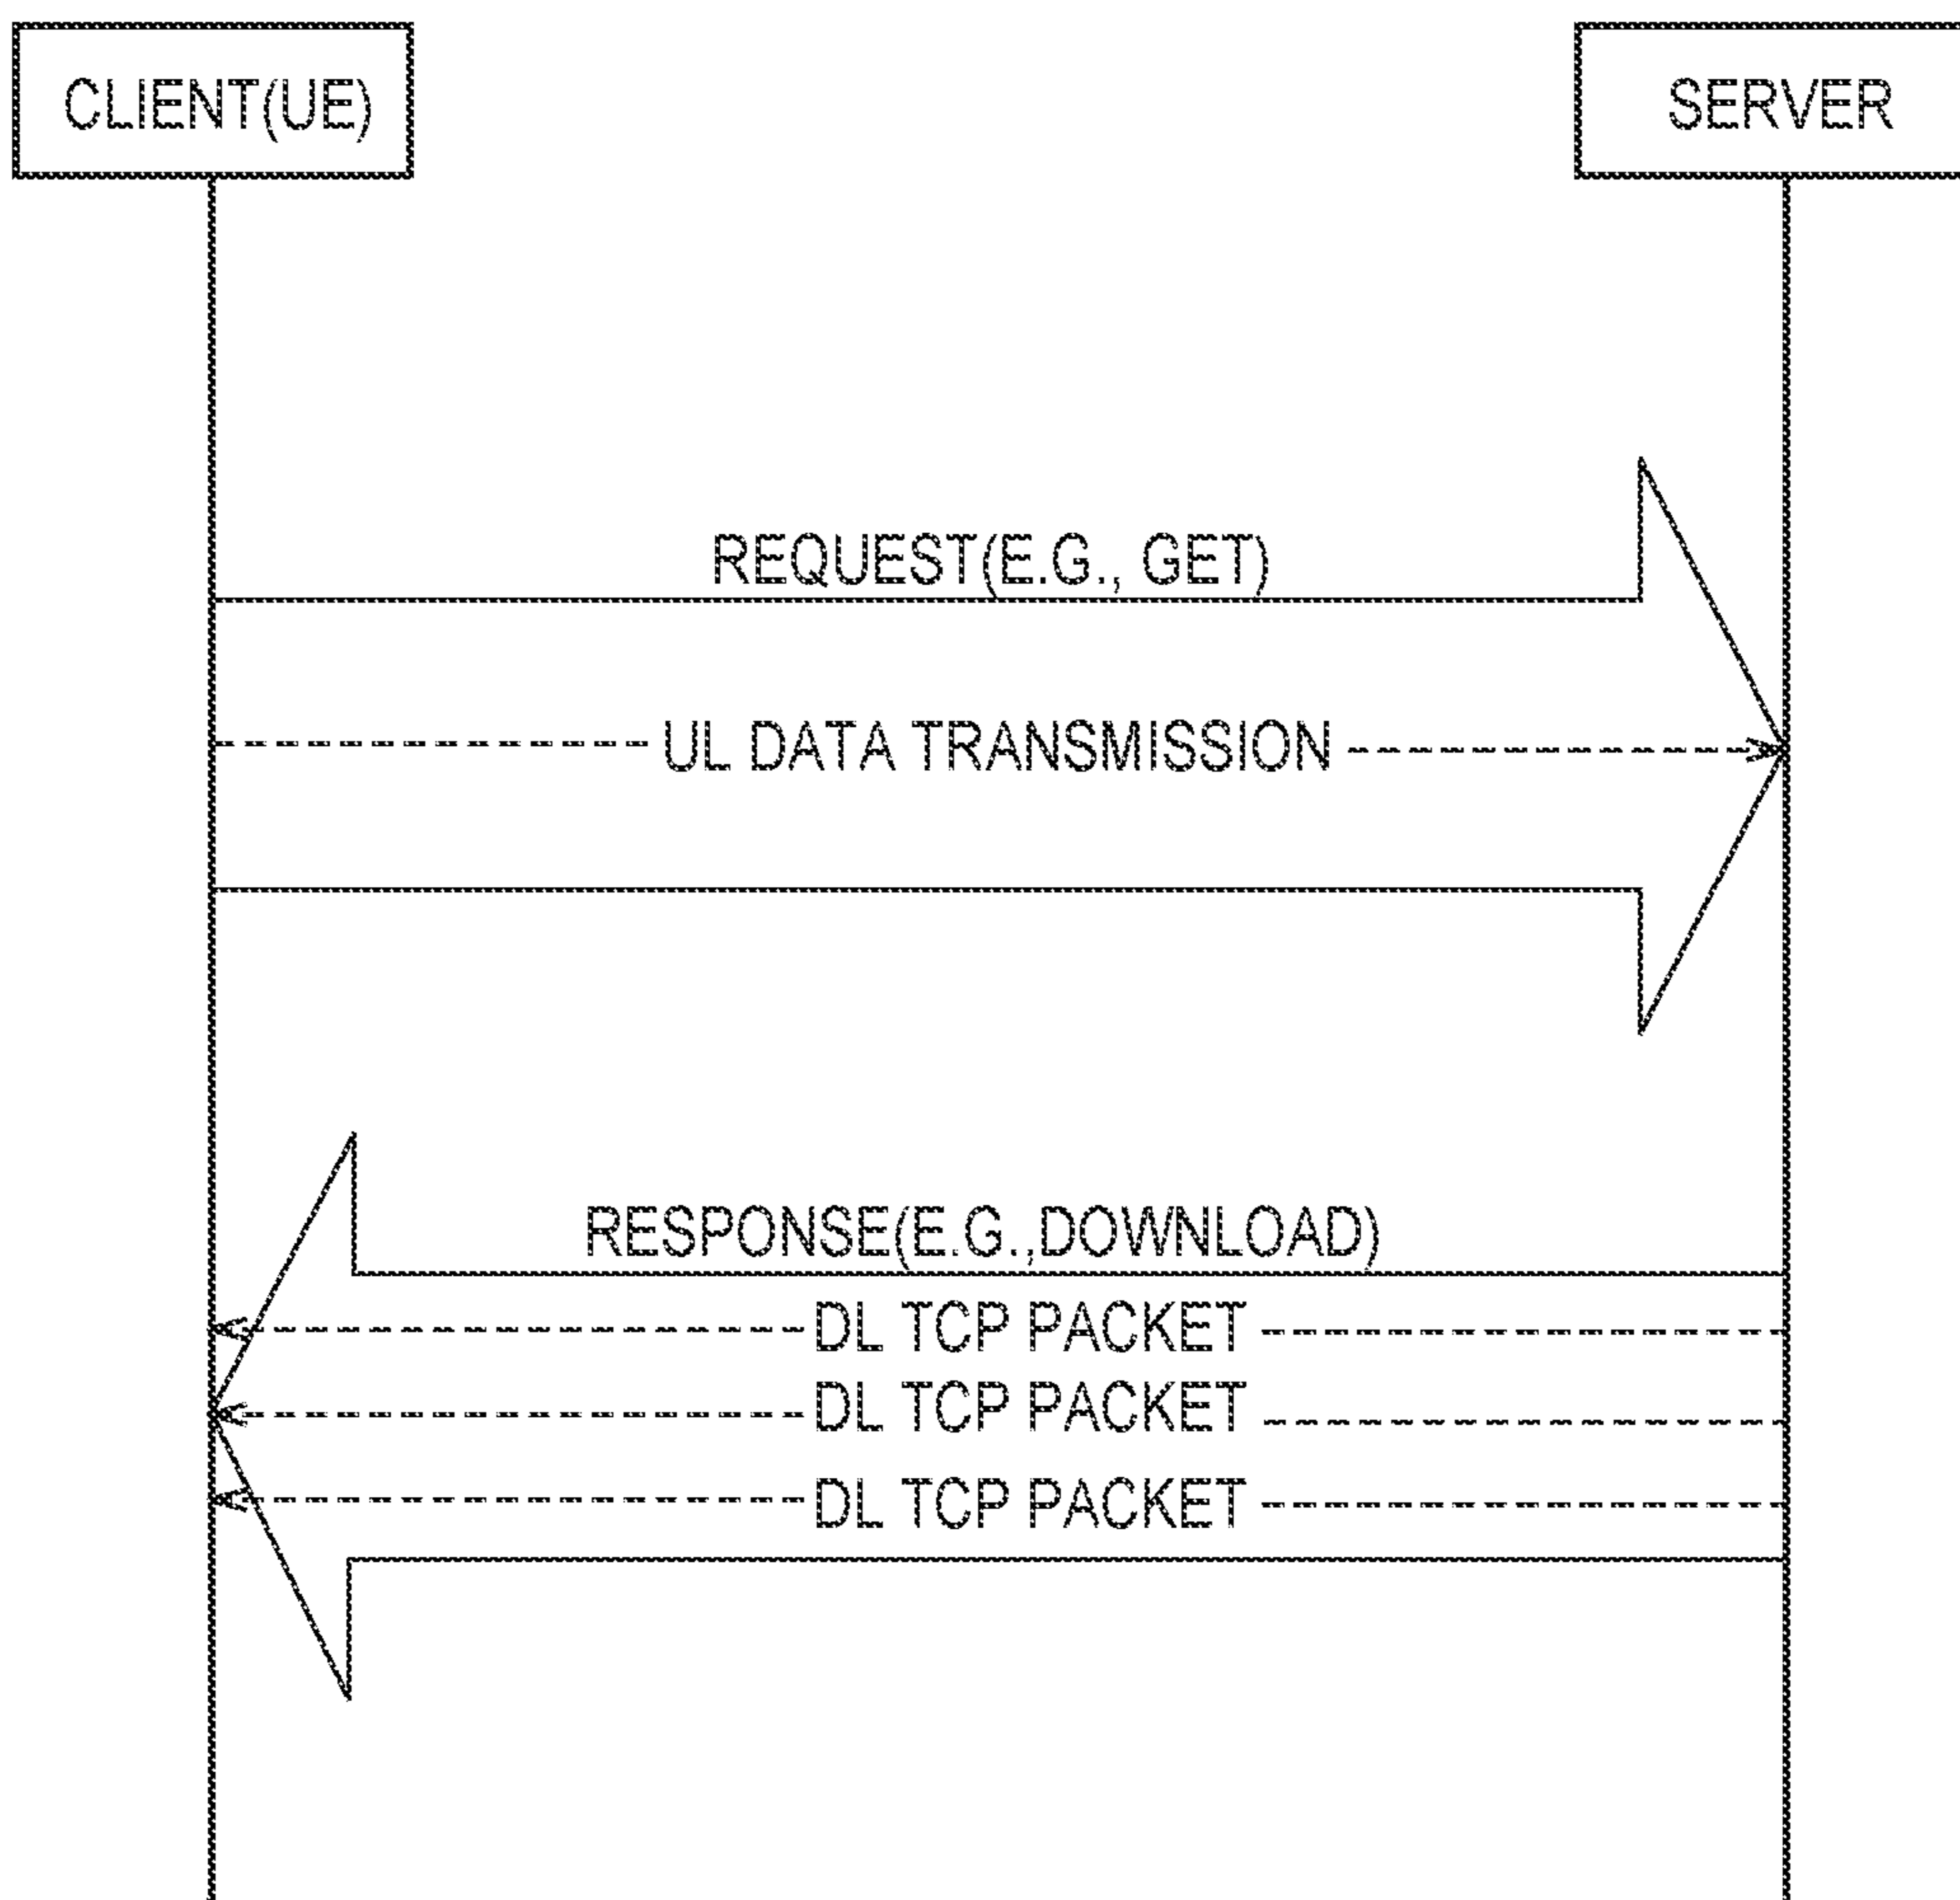 CLIENT(UE)
SERVER
REQUEST(E.G., GET)
UL DATA TRANSMISSION
RESPONSE(E.G.,DOWNLOAD)
DL TCP PACKET
DL TCP PACKET
DL TCP PACKET